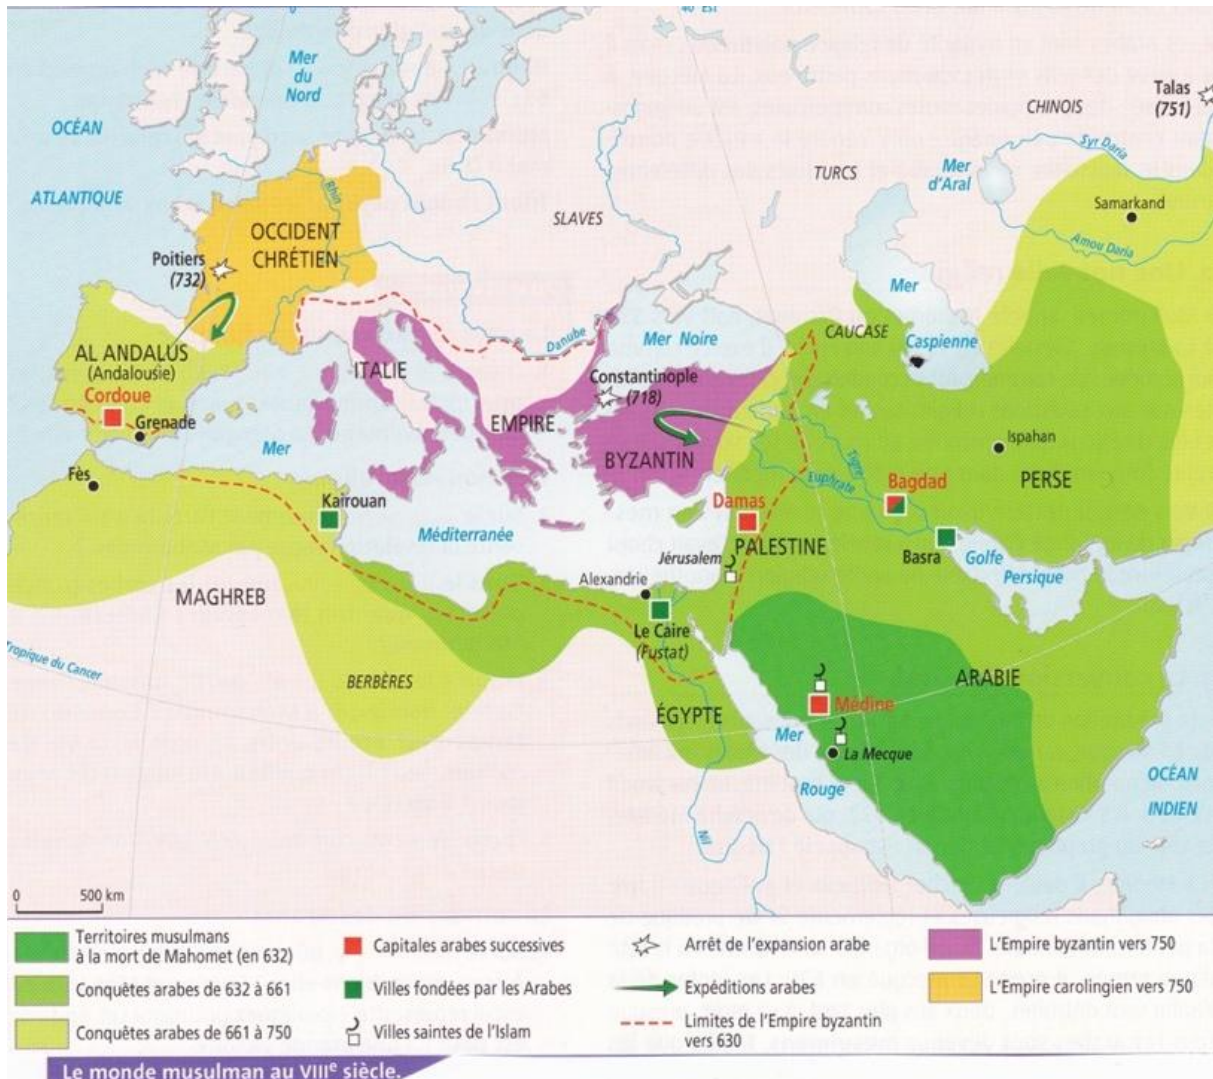 40° Est
0
Mer
du
Nord
OCÉAN
ATLANTIQUE
Talas
(751)
CHINOIS
Syr Daria
Mer
d'Aral
TURCS
Samarkand
Amou Daria
SLAVES
Rhin
OCCIDENT
CHRÉTIEN
Poitiers
(732)
Mer
Caspienne
CAUCASE
Mer Noire
Danube
AL ANDALUS
(Andalousie)
Cordoue
Grenade
ITALIE
Constantinople
(718)
EMPIRE
BYZANTIN
Ispahan
PERSE
Tigre
Euphrate
Bagdad
Mer
Méditerranée
Fès
Kairouan
Damas
PALESTINE
Jérusalem
Basra
Golfe
Persique
MAGHREB
Alexandrie
Le Caire
(Fustat)
Tropique du Cancer
BERBÈRES
ÉGYPTE
ARABIE
Médine
Mer
Rouge
La Mecque
OCÉAN
INDIEN
Nil
0 500 km
Territoires musulmans
à la mort de Mahomet (en 632)
Conquêtes arabes de 632 à 661
Conquêtes arabes de 661 à 750
Capitales arabes successives
Villes fondées par les Arabes
Villes saintes de l'Islam
Arrêt de l'expansion arabe
Expéditions arabes
Limites de l'Empire byzantin
vers 630
L'Empire byzantin vers 750
L'Empire carolingien vers 750
Le monde musulman au VIIIe siècle.